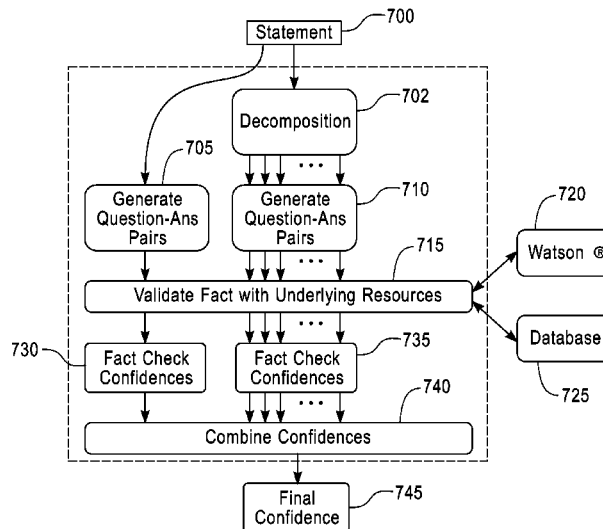 Statement
700
Decomposition
702
705
Generate
Question-Ans
Pairs
Generate
Question-Ans
Pairs
710
720
Watson ®
715
Validate Fact with Underlying Resources
730
Fact Check
Confidences
Fact Check
Confidences
735
Database
725
740
Combine Confidences
Final
Confidence
745